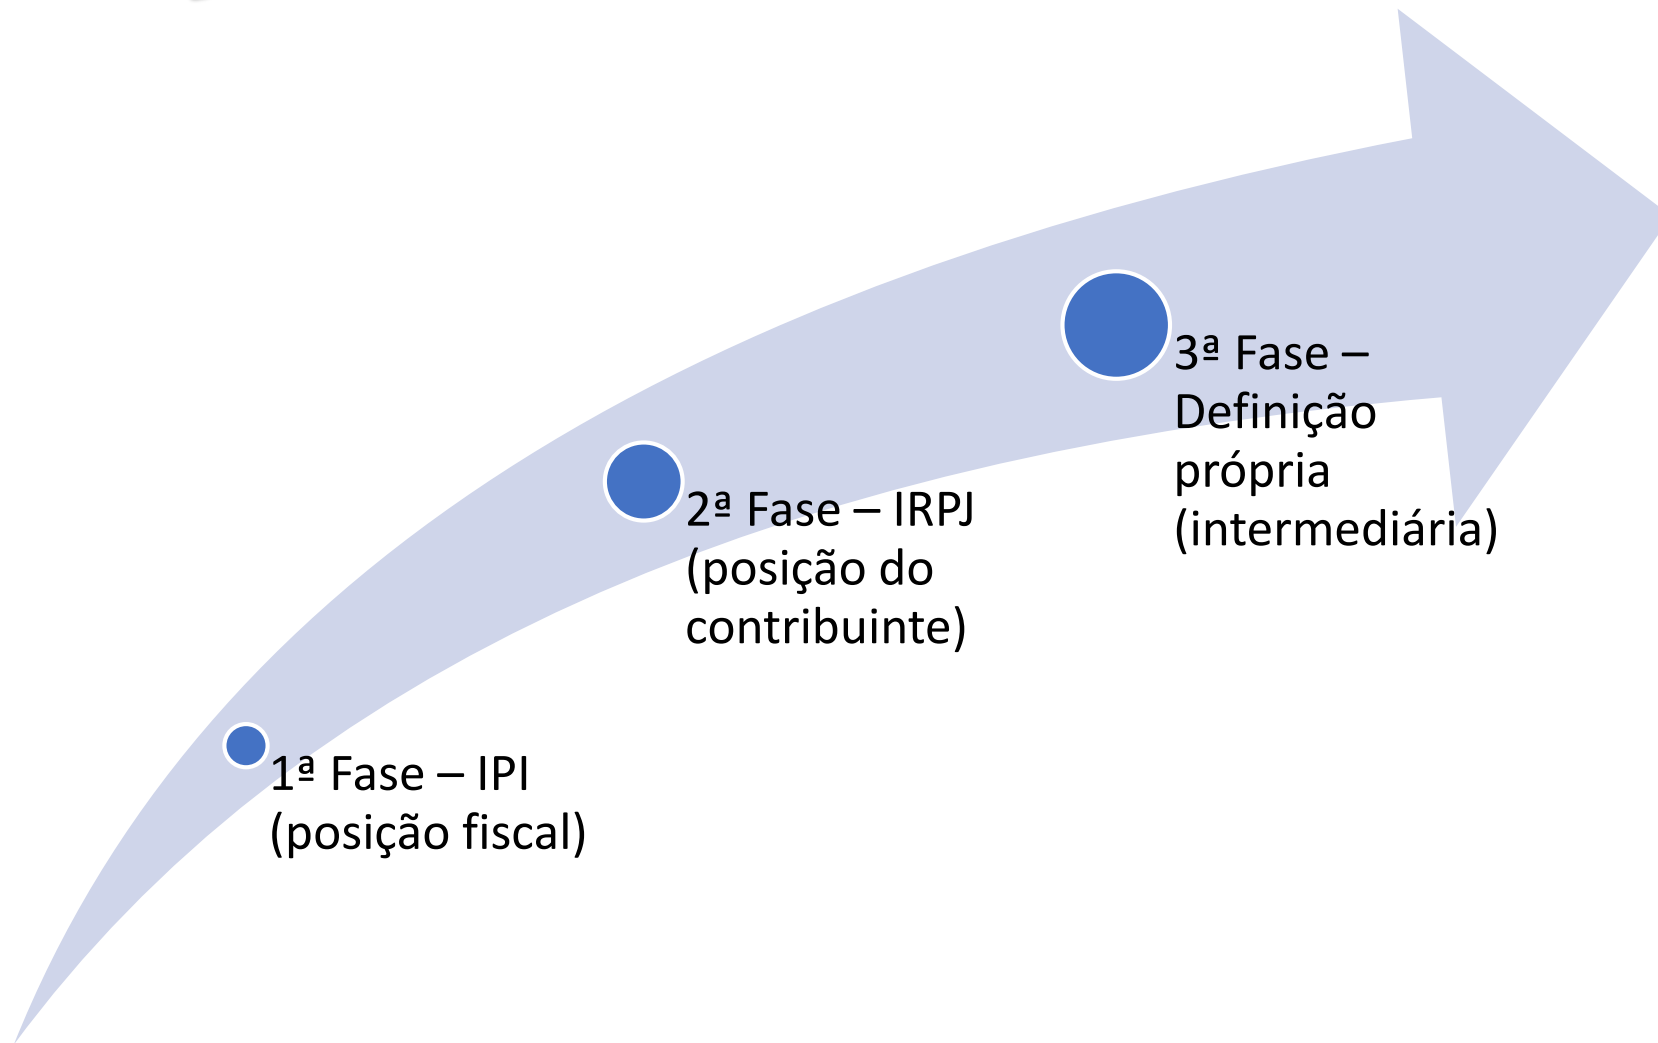 3ª Fase –
Definição
própria
(intermediária)
2ª Fase – IRPJ
(posição do
contribuinte)
1ª Fase – IPI
(posição fiscal)